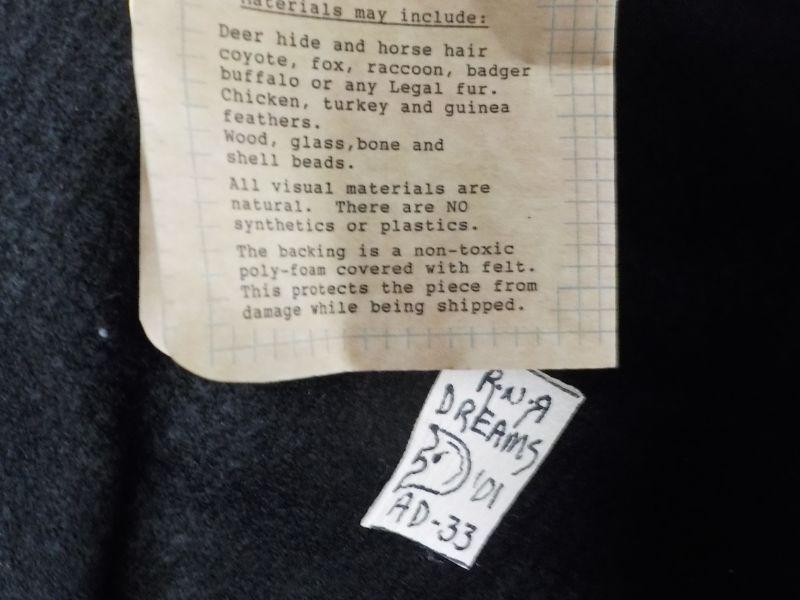 Materials may include:
Deer hide and horse hair
coyote, fox, raccoon, badger
buffalo or any Legal fur.
Chicken, turkey and guinea
feathers.
Wood, glass,bone and
shell beads.
All visual materials are
natural. There are NO
synthetics or plastics.
The backing is a non-toxic
poly-foam covered with felt.
This protects the piece from
damage while being shipped.
R.N.A
DREAMS
'01
AD-33